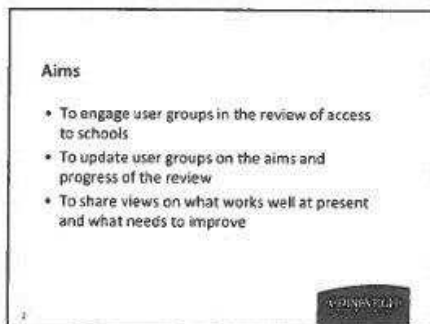 Aims
• To engage user groups in the review of access
to schools
• To update user groups on the aims and
progress of the review
• To share views on what works well at present
and what needs to improve
2